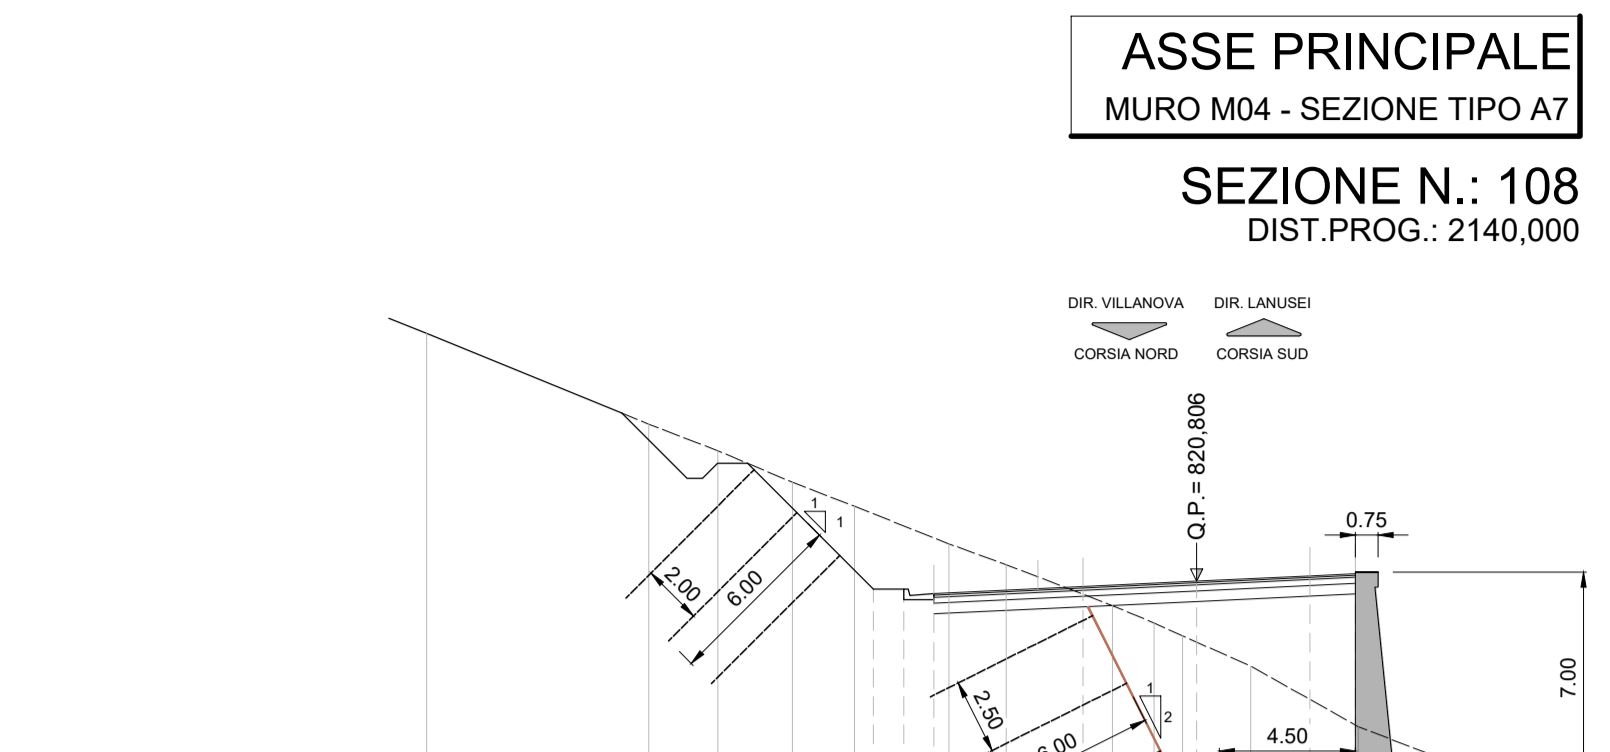 ASSE PRINCIPALE
MURO M04 - SEZIONE TIPO A7
SEZIONE N.: 108
DIST.PROG.: 2140,000
DIR. VILLANOVA
DIR. LANUSEI
CORSIA NORD
CORSIA SUD
Q.P.= 820,806
0.75
1
1
2.00
6.00
7.00
2.50
1
2
6.00
4.50